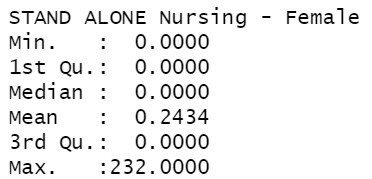 STAND ALONE Nursing - Female
Min.   :  0.0000
1st Qu.:  0.0000
Median :  0.0000
Mean   :  0.2434
3rd Qu.:  0.0000
Max.   :232.0000